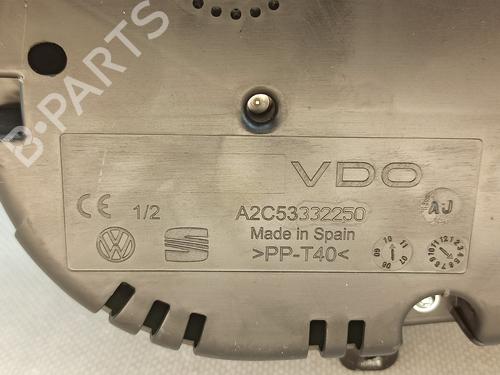 B-PARTS
VDO
CE 1/2 A2C53332250 AJ
Made in Spain
>PP-T40<